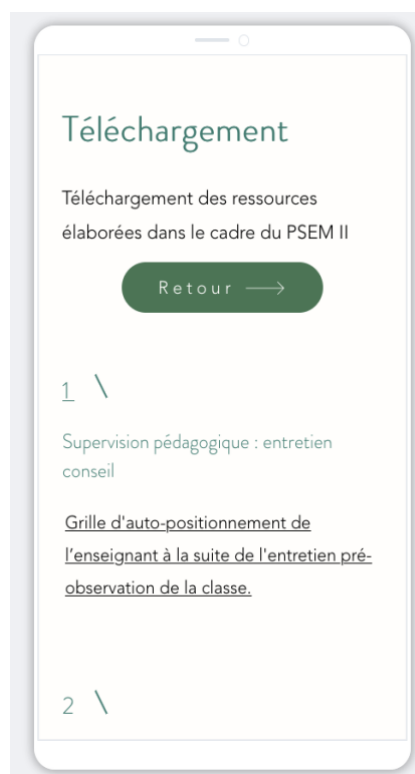 Téléchargement
Téléchargement des ressources
élaborées dans le cadre du PSEM II
Retour
1 \
Supervision pédagogique : entretien
conseil
Grille d'auto-positionnement de
l'enseignant à la suite de l'entretien pré-
observation de la classe.
2 \